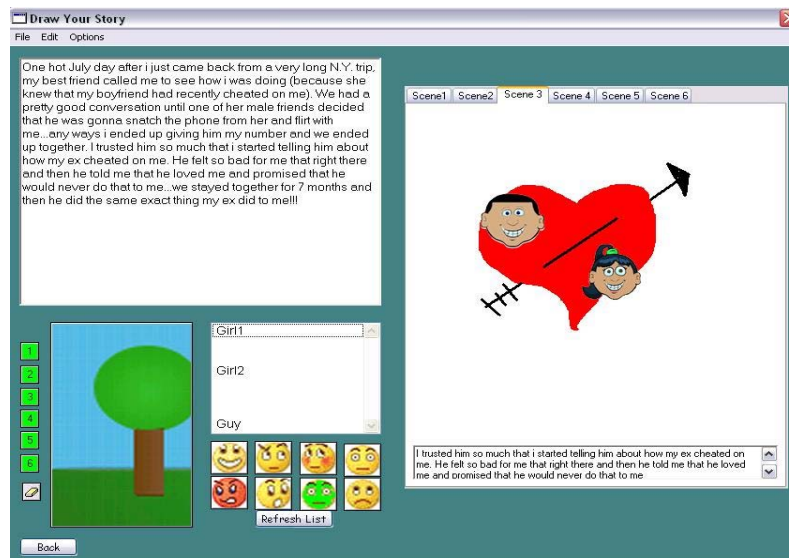 Draw Your Story
File Edit Options
One hot July day after i just came back from a very long N.Y. trip,
my best friend called me to see how i was doing (because she
knew that my boyfriend had recently cheated on me). We had a
pretty good conversation until one of her male friends decided
that he was gonna snatch the phone from her and flirt with
me...any ways i ended up giving him my number and we ended
up together. I trusted him so much that i started telling him about
how my ex cheated on me. He felt so bad for me that right there
and then he told me that he loved me and promised that he
would never do that to me...we stayed together for 7 months and
then he did the same exact thing my ex did to me!!!
Scene1 Scene2 Scene 3 Scene 4 Scene 5 Scene 6
1
2
3
4
5
6
Girl1
Girl2
Guy
Refresh List
I trusted him so much that i started telling him about how my ex cheated on
me. He felt so bad for me that right there and then he told me that he loved
me and promised that he would never do that to me
Back